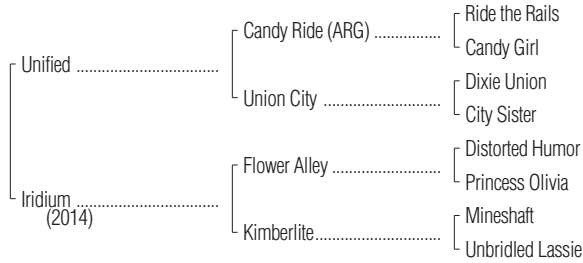 Ride the Rails
Candy Ride (ARG) ................
Candy Girl
Unified ............................
Dixie Union
Union City ........................
City Sister
Distorted Humor
Flower Alley ......................
Princess Olivia
Iridium ............................
(2014)
Mineshaft
Kimberlite.........................
Unbridled Lassie